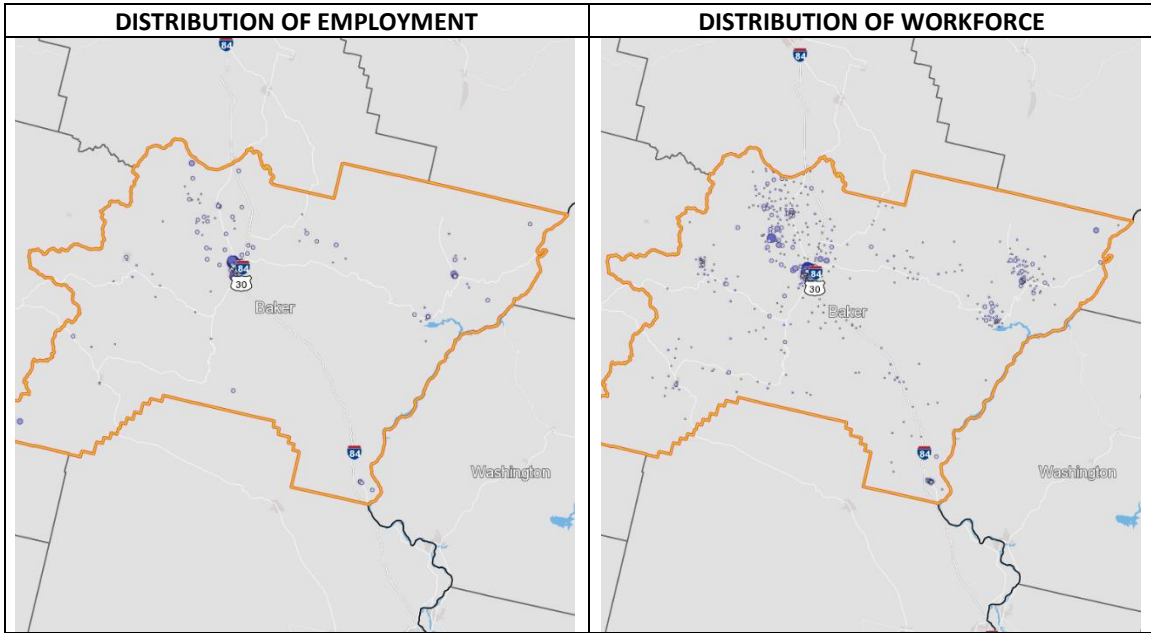 DISTRIBUTION OF EMPLOYMENT
DISTRIBUTION OF WORKFORCE
84
84
30
Baker
84
Washington
84
84
30
Baker
84
Washington